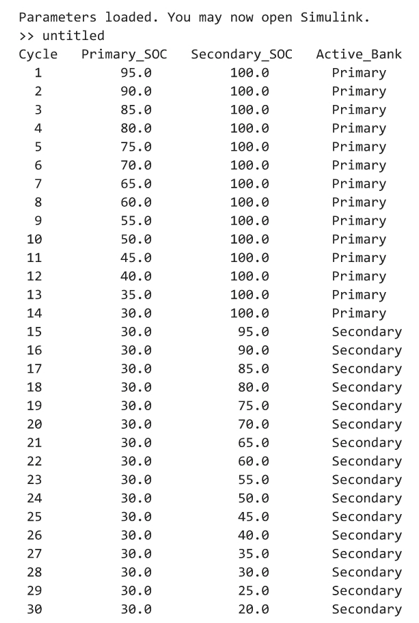 Parameters loaded. You may now open Simulink.
>> untitled
Cycle Primary_SOC Secondary_SOC Active_Bank
1 95.0 100.0 Primary
2 90.0 100.0 Primary
3 85.0 100.0 Primary
4 80.0 100.0 Primary
5 75.0 100.0 Primary
6 70.0 100.0 Primary
7 65.0 100.0 Primary
8 60.0 100.0 Primary
9 55.0 100.0 Primary
10 50.0 100.0 Primary
11 45.0 100.0 Primary
12 40.0 100.0 Primary
13 35.0 100.0 Primary
14 30.0 100.0 Primary
15 30.0 95.0 Secondary
16 30.0 90.0 Secondary
17 30.0 85.0 Secondary
18 30.0 80.0 Secondary
19 30.0 75.0 Secondary
20 30.0 70.0 Secondary
21 30.0 65.0 Secondary
22 30.0 60.0 Secondary
23 30.0 55.0 Secondary
24 30.0 50.0 Secondary
25 30.0 45.0 Secondary
26 30.0 40.0 Secondary
27 30.0 35.0 Secondary
28 30.0 30.0 Secondary
29 30.0 25.0 Secondary
30 30.0 20.0 Secondary